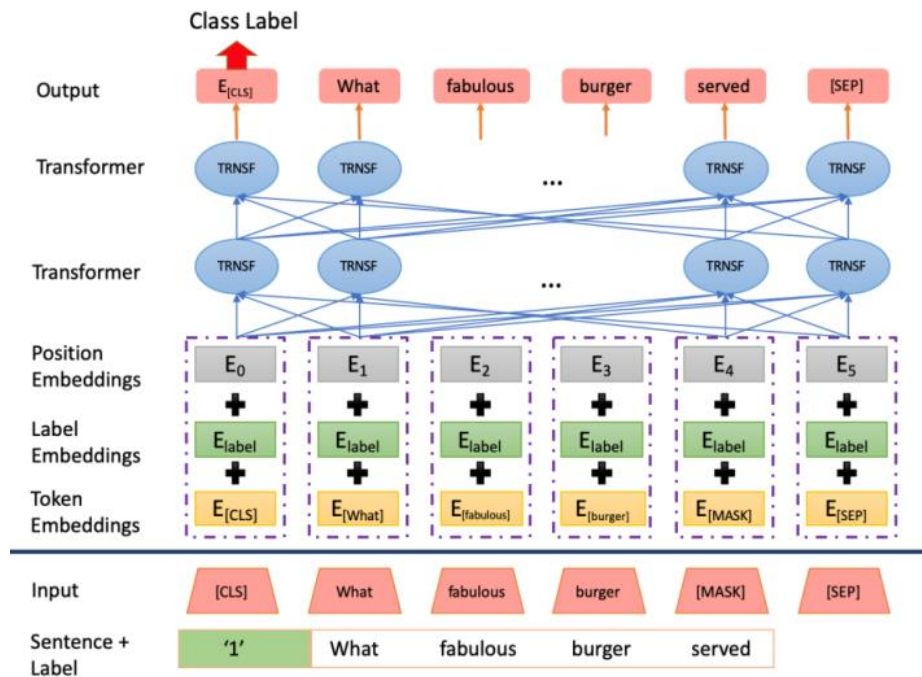 Class Label
Output E[CLS] What fabulous burger served [SEP]
Transformer TRNSF TRNSF ... TRNSF TRNSF
Transformer TRNSF TRNSF ... TRNSF TRNSF
Position Embeddings E0 E1 E2 E3 E4 E5
+ + + + + +
Label Embeddings Elabel Elabel Elabel Elabel Elabel Elabel
+ + + + + +
Token Embeddings E[CLS] E[What] E[fabulous] E[burger] E[MASK] E[SEP]
Input [CLS] What fabulous burger [MASK] [SEP]
Sentence + Label '1' What fabulous burger served